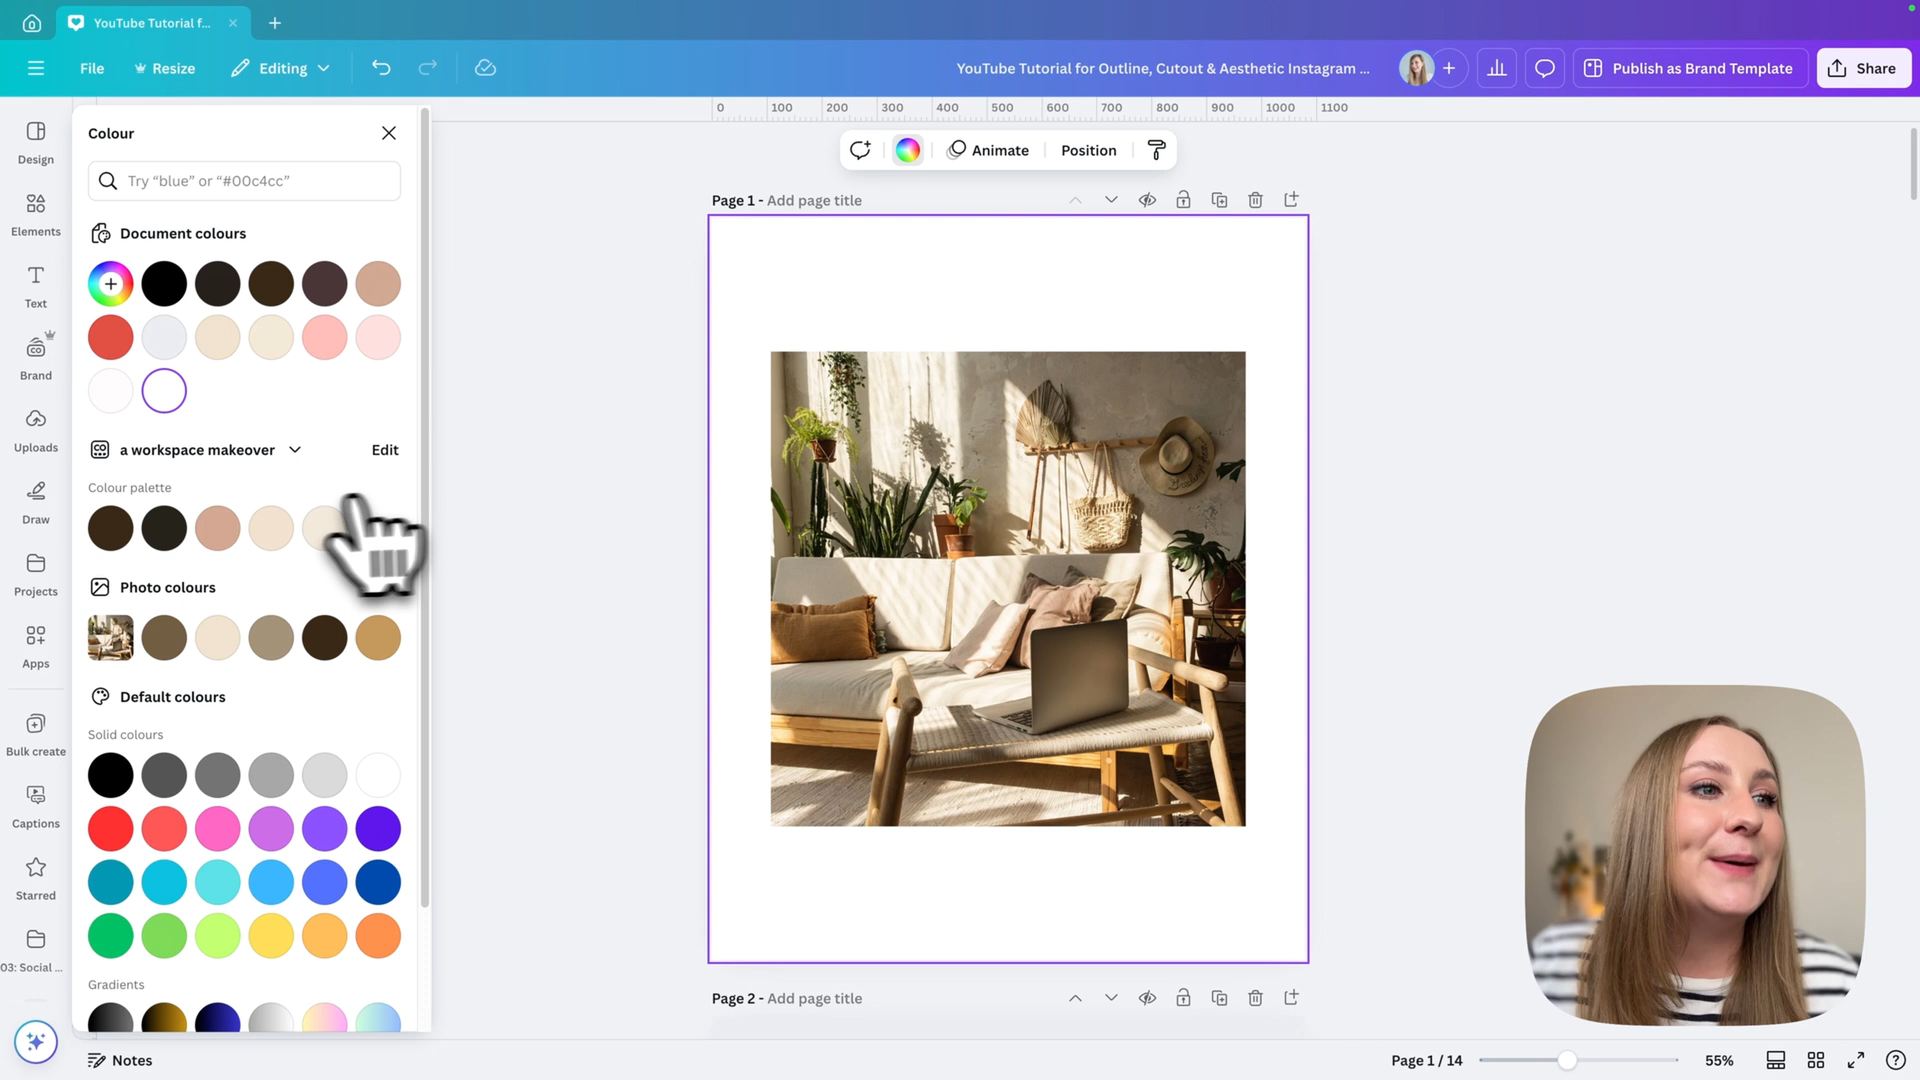 YouTube Tutorial f...
File
Resize
Editing
YouTube Tutorial for Outline, Cutout & Aesthetic Instagram ...
Publish as Brand Template
Share
0 100 200 300 400 500 600 700 800 900 1000 1100
Design
Elements
Text
Brand
Uploads
Draw
Projects
Apps
Bulk create
Captions
Starred
03: Social ...
Colour
Try “blue” or “#00c4cc”
Document colours
a workspace makeover
Edit
Colour palette
Photo colours
Default colours
Solid colours
Gradients
Animate
Position
Page 1 - Add page title
Page 2 - Add page title
Notes
Page 1 / 14
55%